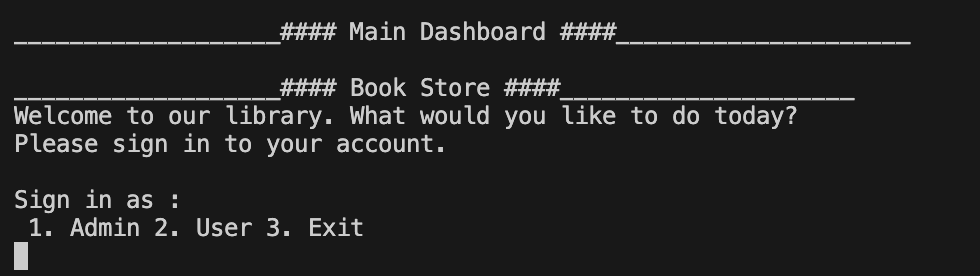 ___________________#### Main Dashboard ####_____________________
___________________#### Book Store ####_____________________
Welcome to our library. What would you like to do today?
Please sign in to your account.
Sign in as :
1. Admin 2. User 3. Exit